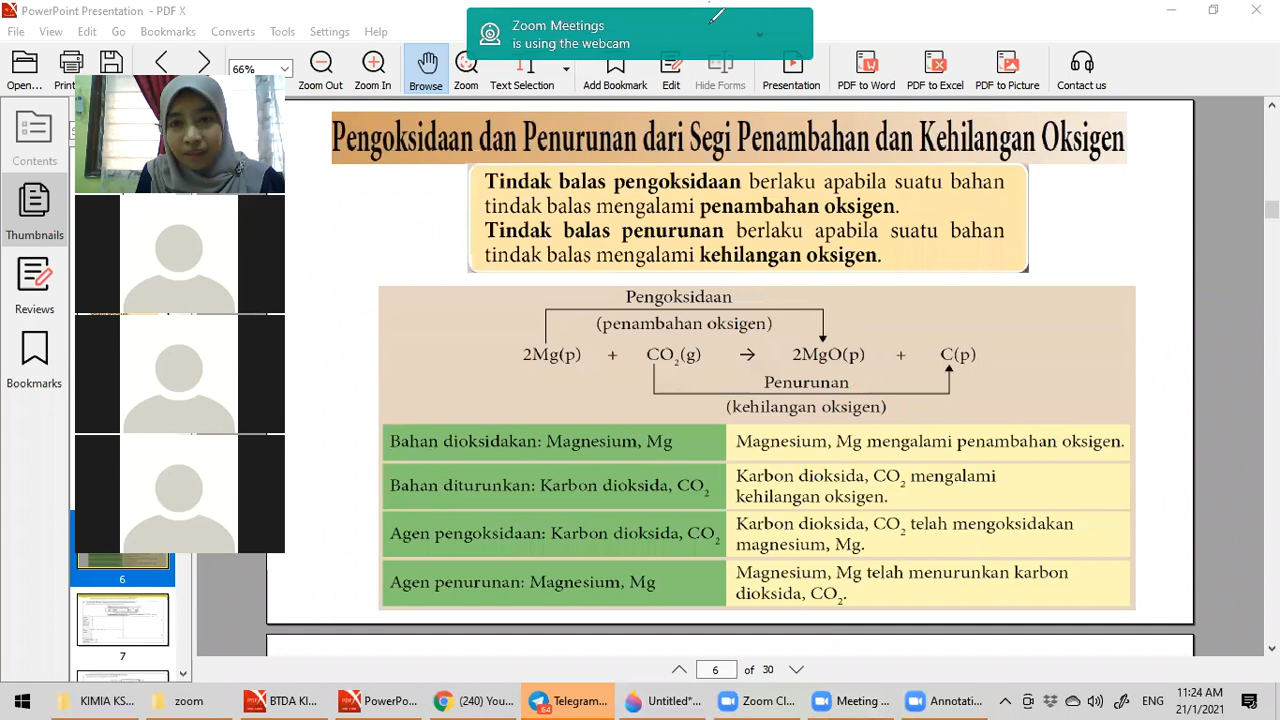 PowerPoint Presentation - PDF X
File View Edit Go Bookmarks Converts Tools Settings Help
Zoom Meetings
is using the webcam
66%
Open... Print Zoom Out Zoom In Browse Zoom Text Selection Add Bookmark Edit Hide Forms Presentation PDF to Word PDF to Excel PDF to Picture Contact us
Contents
Thumbnails
Reviews
Bookmarks
6
7
Pengoksidaan dan Penurunan dari Segi Penambahan dan Kehilangan Oksigen
Tindak balas pengoksidaan berlaku apabila suatu bahan
tindak balas mengalami penambahan oksigen.
Tindak balas penurunan berlaku apabila suatu bahan
tindak balas mengalami kehilangan oksigen.
Pengoksidaan
(penambahan oksigen)
2Mg(p) + CO₂(g) → 2MgO(p) + C(p)
Penurunan
(kehilangan oksigen)
Bahan dioksidakan: Magnesium, Mg
Magnesium, Mg mengalami penambahan oksigen.
Bahan diturunkan: Karbon dioksida, CO₂
Karbon dioksida, CO₂ mengalami
kehilangan oksigen.
Agen pengoksidaan: Karbon dioksida, CO₂
Karbon dioksida, CO₂ telah mengoksidakan
magnesium, Mg.
Agen penurunan: Magnesium, Mg
Magnesium, Mg telah menurunkan karbon
dioksida, CO₂.
6 of 30
KIMIA KS... zoom BTDA Kl... PowerPo... (240) You... Telegram... 64 Untitled* Zoom Cl... Meeting ... Annotati... ENG
11:24 AM
21/1/2021